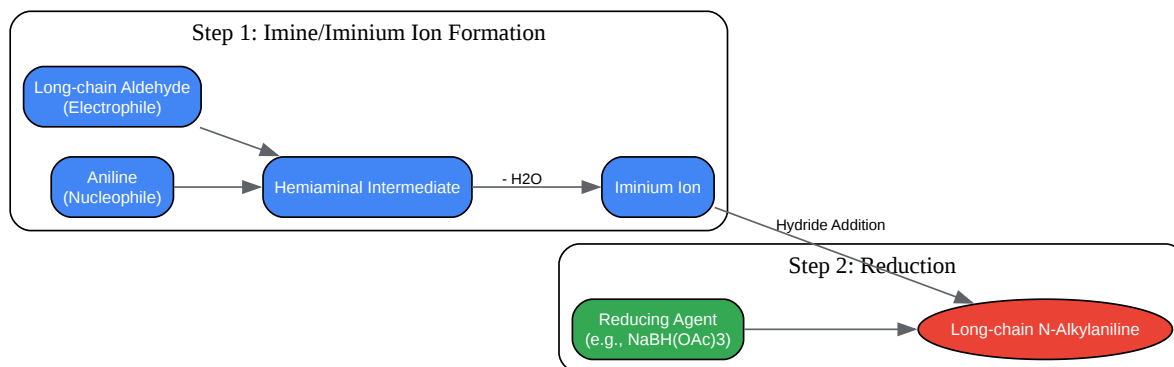 Step 1: Imine/Iminium Ion Formation
Long-chain Aldehyde
(Electrophile)
Aniline
(Nucleophile)
Hemiaminal Intermediate
- H2O
Iminium Ion
Hydride Addition
Step 2: Reduction
Reducing Agent
(e.g., NaBH(OAc)3)
Long-chain N-Alkylaniline